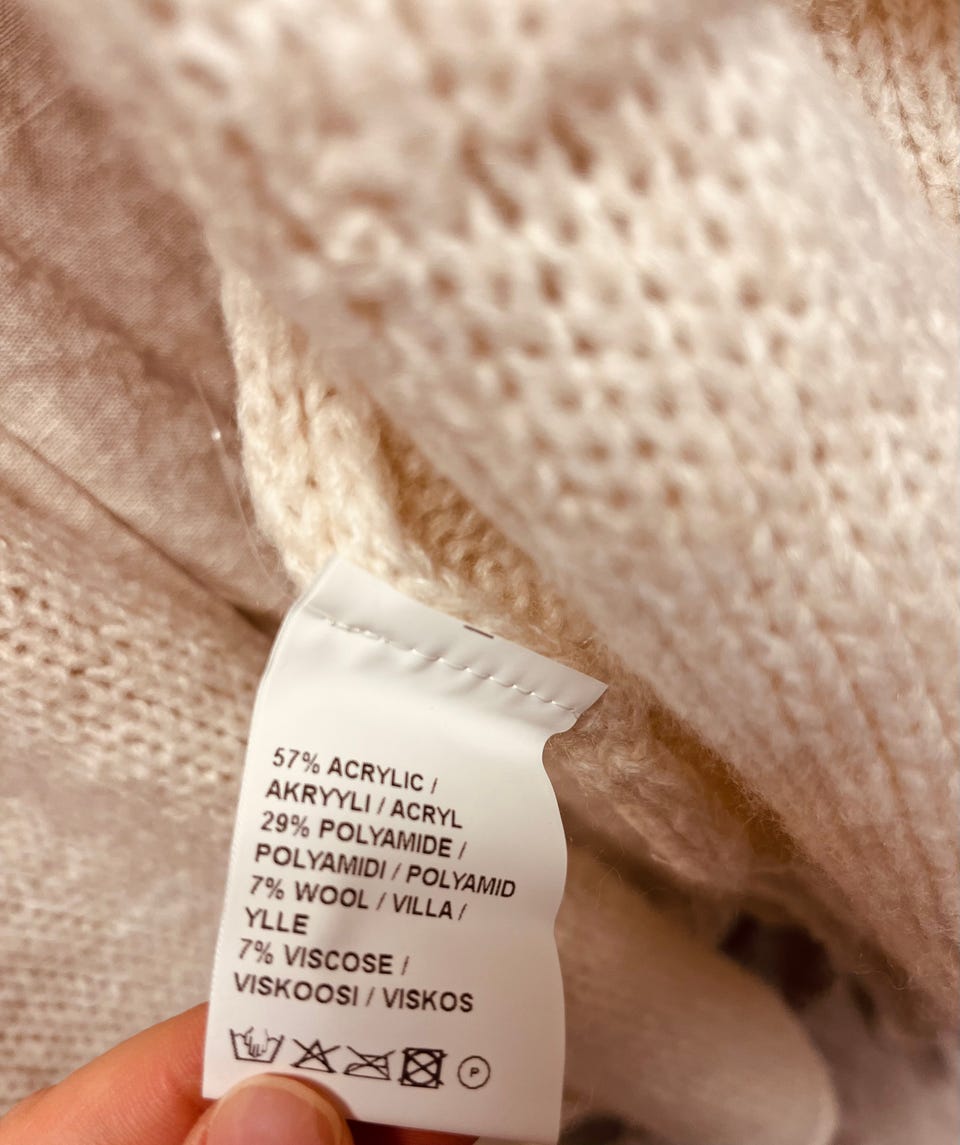 57% ACRYLIC /
AKRYYLI / ACRYL
29% POLYAMIDE /
POLYAMIDI / POLYAMID
7% WOOL / VILLA /
YLLE
7% VISCOSE /
VISKOOSI / VISKOS
P